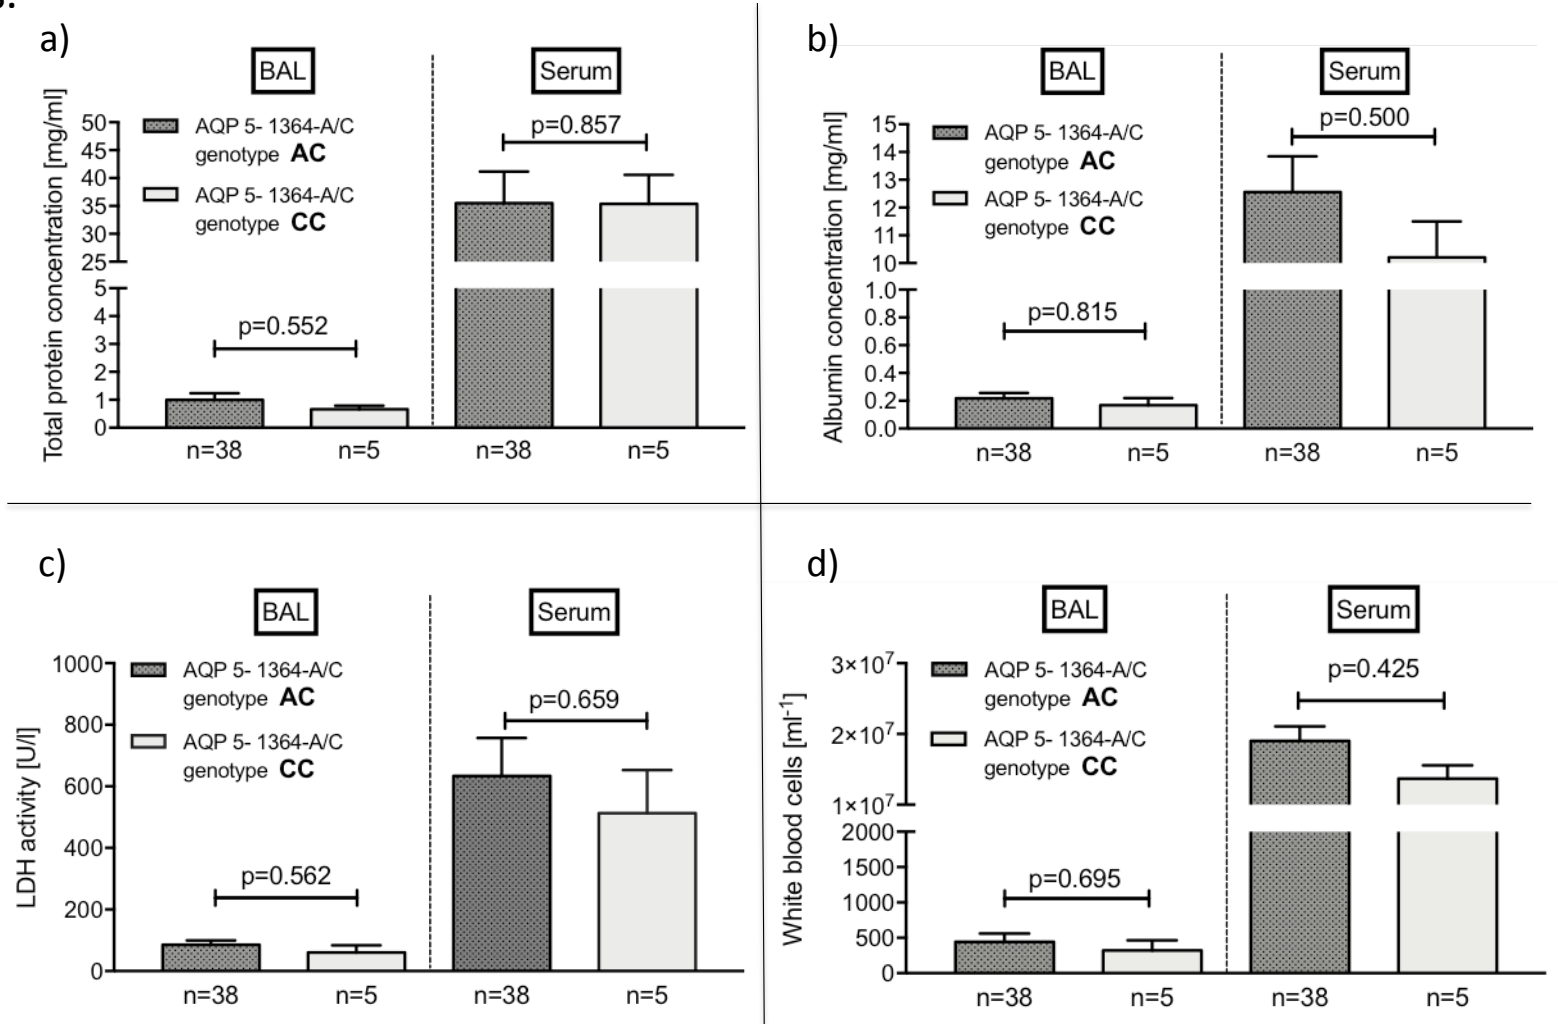 a)
BAL
Serum
Total protein concentration [mg/ml]
50
45
40
35
30
25
5
4
3
2
1
0
AQP 5- 1364-A/C
genotype AC
AQP 5- 1364-A/C
genotype CC
p=0.552
p=0.857
n=38
n=5
n=38
n=5
b)
BAL
Serum
Albumin concentration [mg/ml]
15
14
13
12
11
10
1.0
0.8
0.6
0.4
0.2
0.0
AQP 5- 1364-A/C
genotype AC
AQP 5- 1364-A/C
genotype CC
p=0.815
p=0.500
n=38
n=5
n=38
n=5
c)
BAL
Serum
LDH activity [U/l]
1000
800
600
400
200
0
AQP 5- 1364-A/C
genotype AC
AQP 5- 1364-A/C
genotype CC
p=0.562
p=0.659
n=38
n=5
n=38
n=5
d)
BAL
Serum
White blood cells [ml⁻¹]
3×10⁷
2×10⁷
1×10⁷
2000
1500
1000
500
0
AQP 5- 1364-A/C
genotype AC
AQP 5- 1364-A/C
genotype CC
p=0.695
p=0.425
n=38
n=5
n=38
n=5